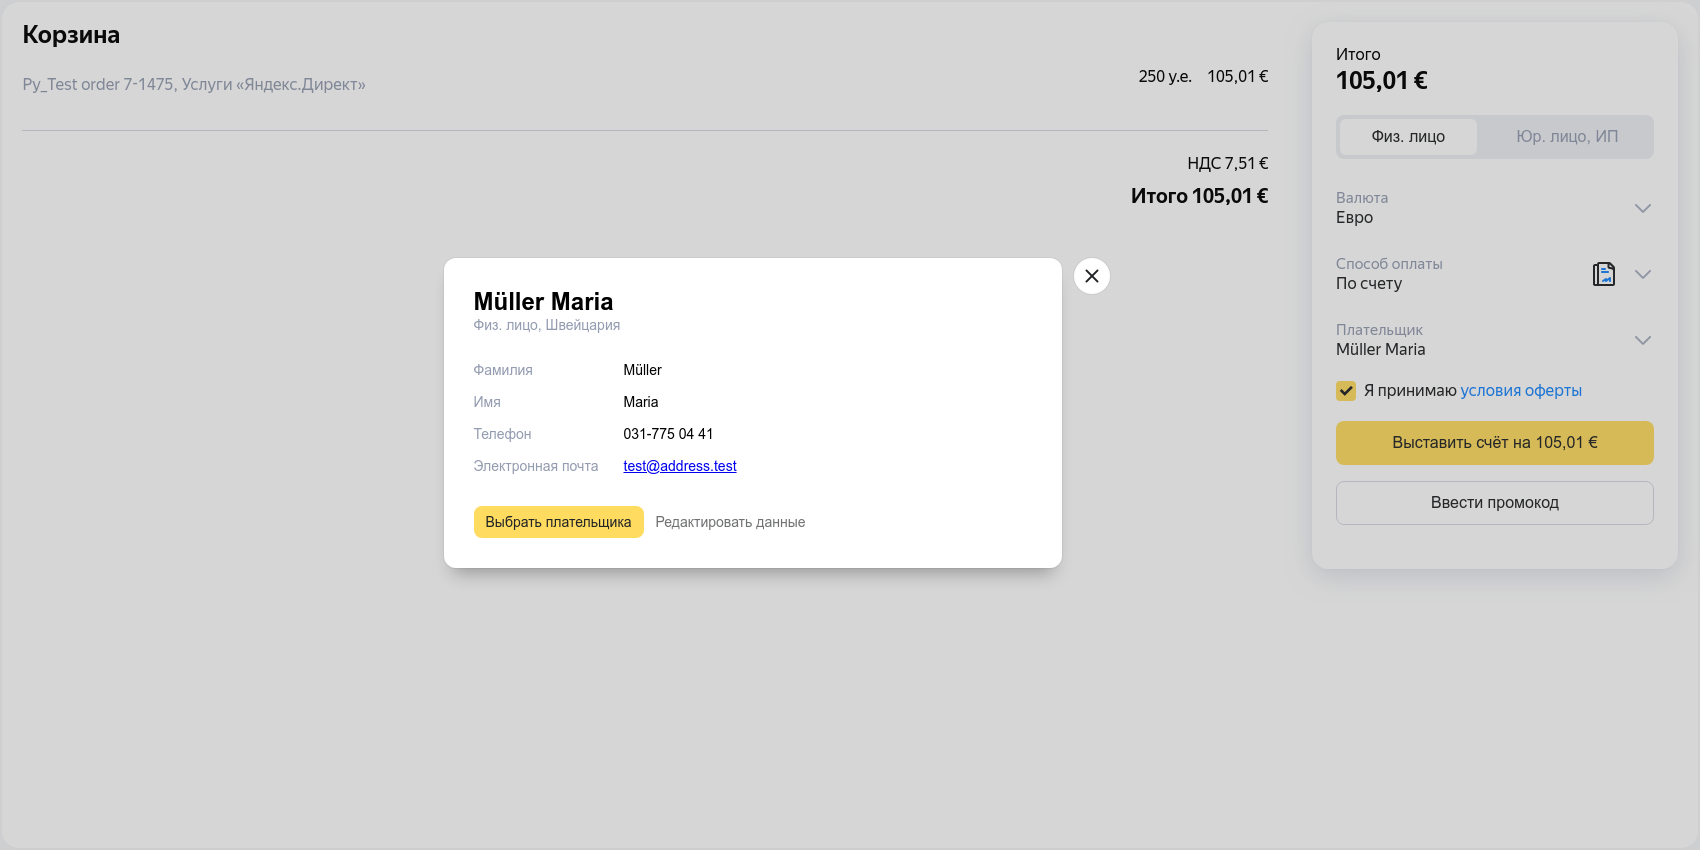 Корзина
Py_Test order 7-1475, Услуги «Яндекс.Директ»
250 у.е. 105,01 €
НДС 7,51 €
Итого 105,01 €
Müller Maria
Физ. лицо, Швейцария
Фамилия Müller
Имя Maria
Телефон 031-775 04 41
Электронная почта test@address.test
Выбрать плательщика Редактировать данные
Итого
105,01 €
Физ. лицо Юр. лицо, ИП
Валюта
Евро
Способ оплаты
По счету
Плательщик
Müller Maria
Я принимаю условия оферты
Выставить счёт на 105,01 €
Ввести промокод